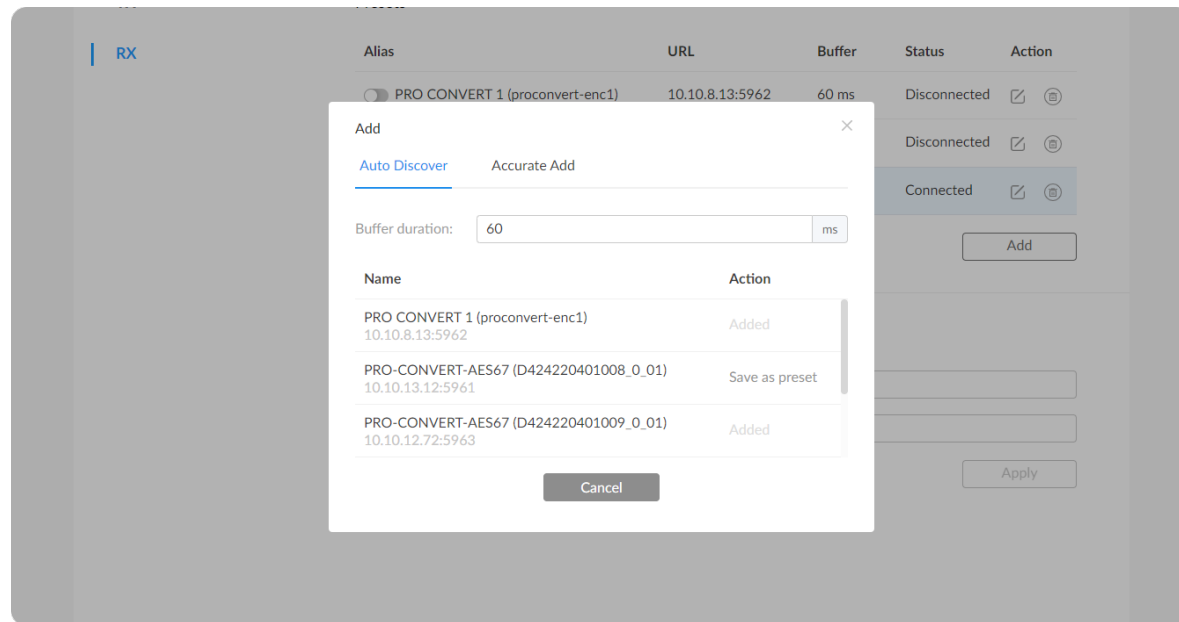 RX
Alias URL Buffer Status Action
PRO CONVERT 1 (proconvert-enc1) 10.10.8.13:5962 60 ms Disconnected
Disconnected
Connected
Add
Apply
Add
Auto Discover Accurate Add
Buffer duration: 60 ms
Name Action
PRO CONVERT 1 (proconvert-enc1)
10.10.8.13:5962
Added
PRO-CONVERT-AES67 (D424220401008_0_01)
10.10.13.12:5961
Save as preset
PRO-CONVERT-AES67 (D424220401009_0_01)
10.10.12.72:5963
Added
Cancel